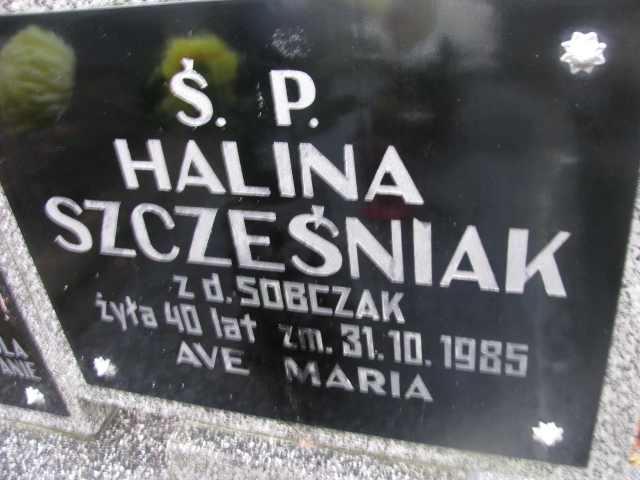 Ś. P.
HALINA
SZCZEŚNIAK
z d. SOBCZAK
żyła 40 lat zm. 31.10.1985
AVE MARIA